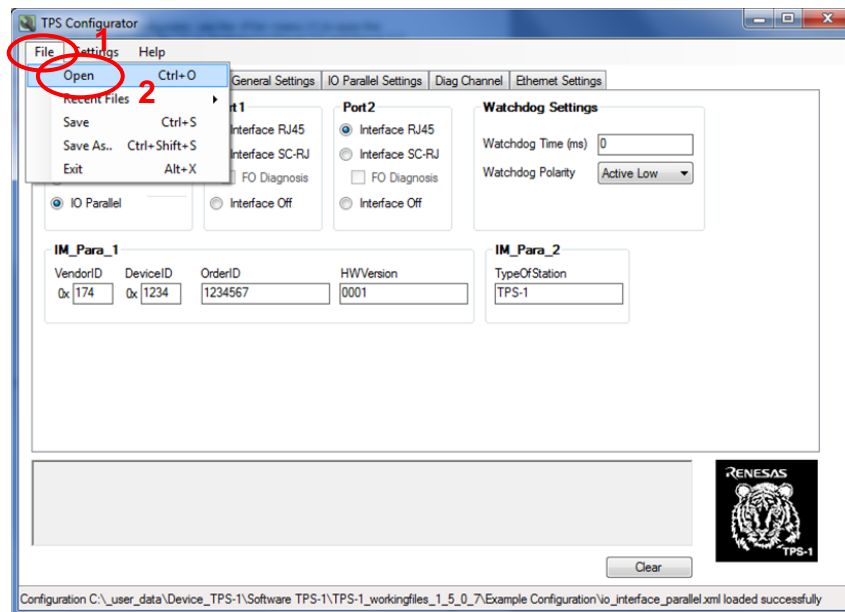 TPS Configurator
1
File Settings Help
Open Ctrl+O
2
Recent Files
Save Ctrl+S
Save As.. Ctrl+Shift+S
Exit Alt+X
General Settings IO Parallel Settings Diag Channel Ethernet Settings
rt 1 Port2 Watchdog Settings
Interface RJ45 Interface RJ45
Watchdog Time (ms) 0
Interface SC-RJ Interface SC-RJ
FO Diagnosis FO Diagnosis
Watchdog Polarity Active Low
IO Parallel Interface Off Interface Off
IM_Para_1 IM_Para_2
VendorID DeviceID OrderID HWVersion TypeOfStation
0x 174 0x 1234 1234567 0001 TPS-1
RENESAS
TPS-1
Clear
Configuration C:\_user_data\Device_TPS-1\Software TPS-1\TPS-1_workingfiles_1_5_0_7\Example Configuration\io_interface_parallel.xml loaded successfully